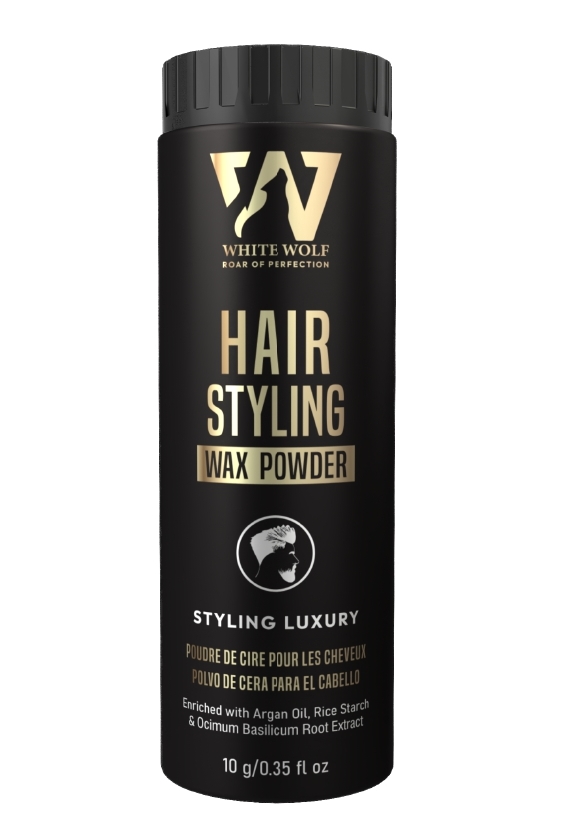 WHITE WOLF
ROAR OF PERFECTION
HAIR
STYLING
WAX POWDER
STYLING LUXURY
POUDRE DE CIRE POUR LES CHEVEUX
POLVO DE CERA PARA EL CABELLO
Enriched with Argan Oil, Rice Starch
& Ocimum Basilicum Root Extract
10 g/0.35 fl oz